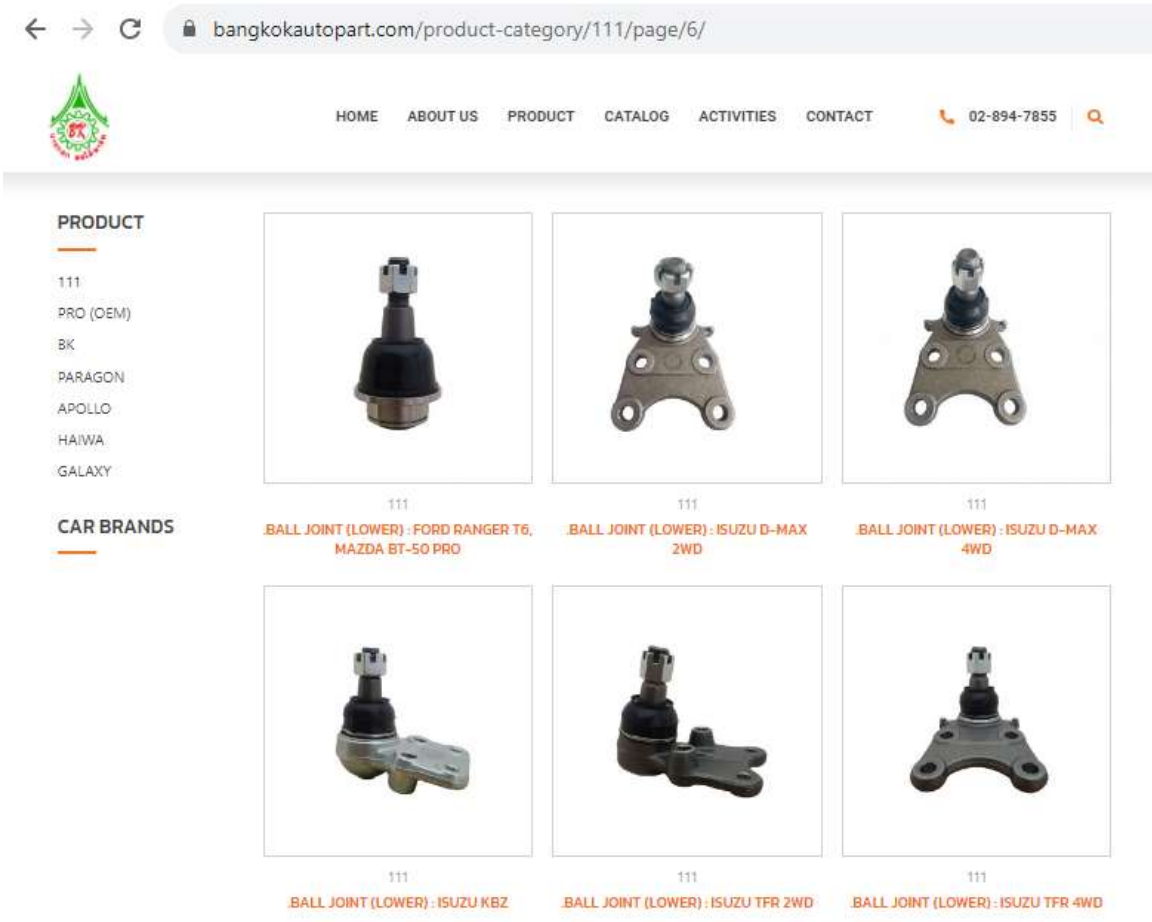 bangkokautopart.com/product-category/111/page/6/
BK
HOME ABOUT US PRODUCT CATALOG ACTIVITIES CONTACT 02-894-7855
PRODUCT
111
PRO (OEM)
BK
PARAGON
APOLLO
HAIWA
GALAXY
CAR BRANDS
111
.BALL JOINT (LOWER) : FORD RANGER T6,
MAZDA BT-50 PRO
111
.BALL JOINT (LOWER) : ISUZU D-MAX
2WD
111
.BALL JOINT (LOWER) : ISUZU D-MAX
4WD
111
.BALL JOINT (LOWER) : ISUZU KBZ
111
.BALL JOINT (LOWER) : ISUZU TFR 2WD
111
.BALL JOINT (LOWER) : ISUZU TFR 4WD